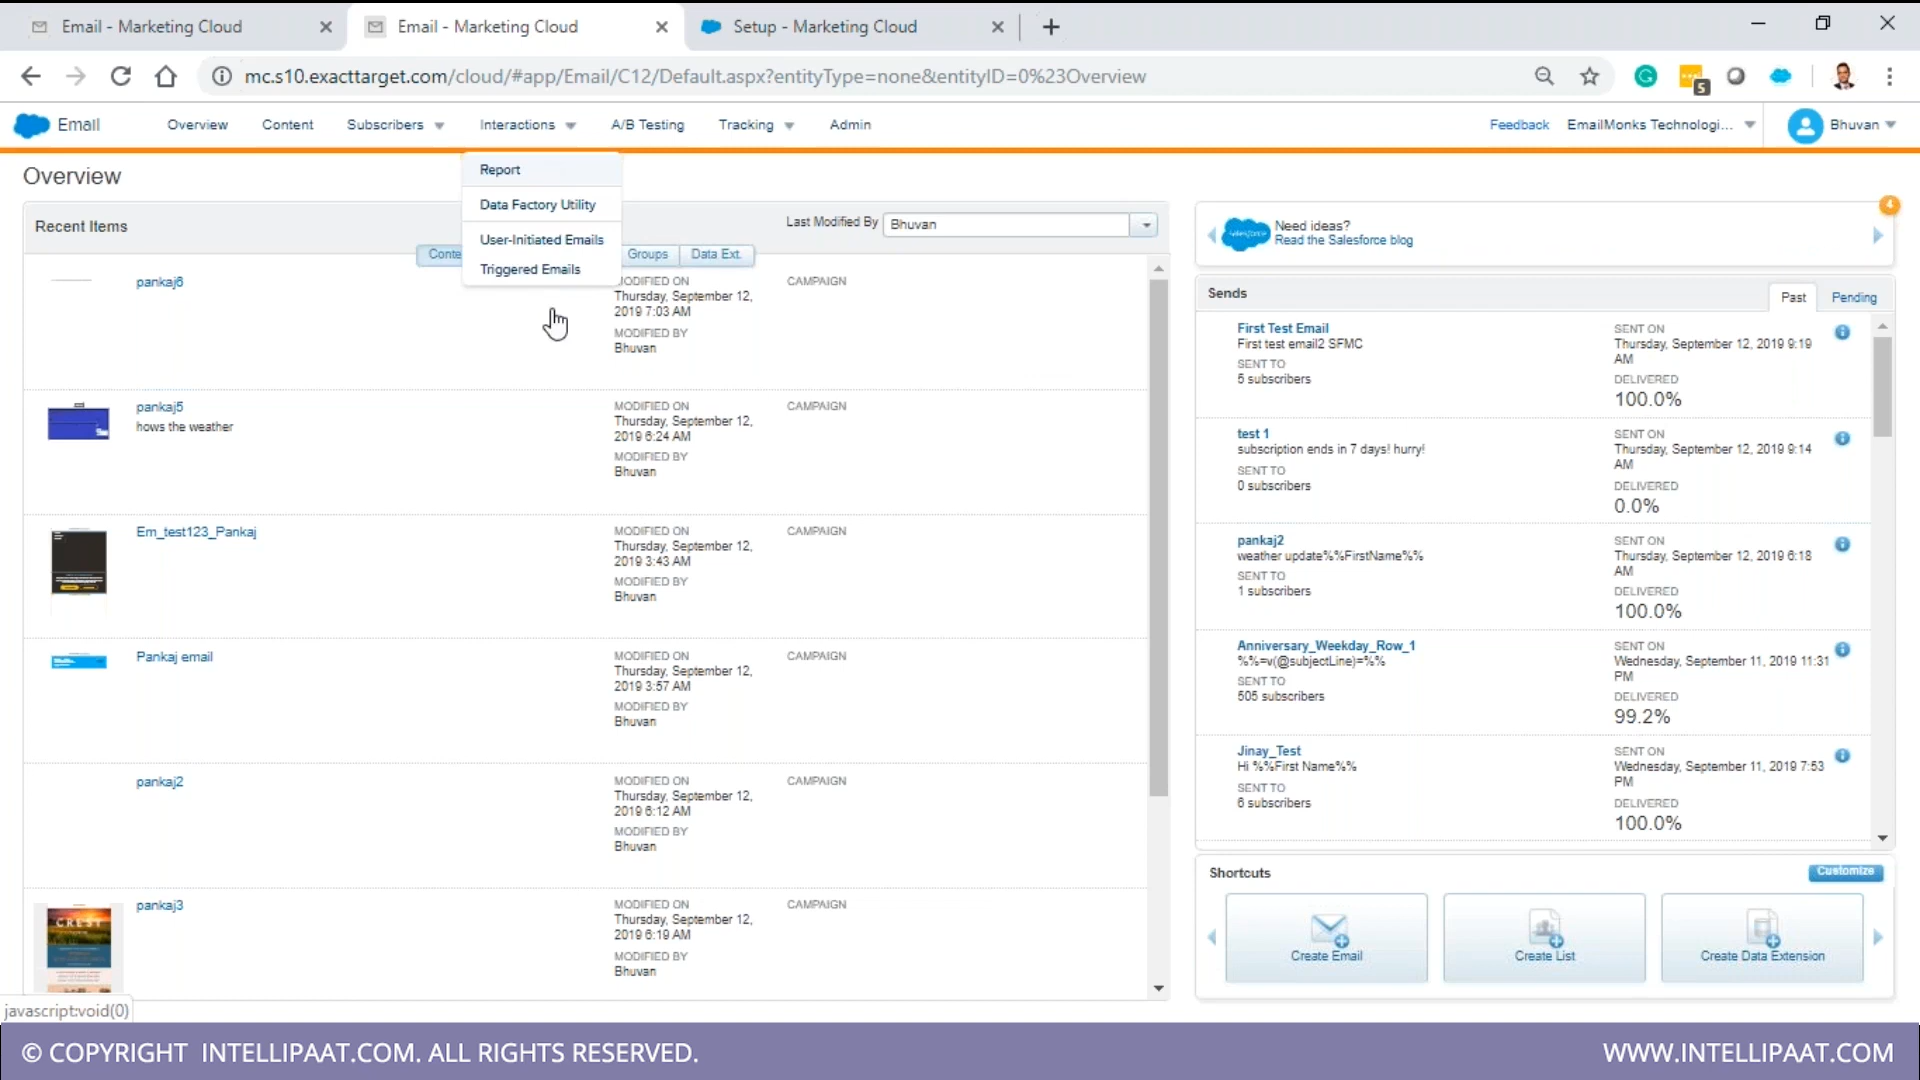 Email - Marketing Cloud
Email - Marketing Cloud
Setup - Marketing Cloud
mc.s10.exacttarget.com/cloud/#app/Email/C12/Default.aspx?entityType=none&entityID=0%23Overview
Email
Overview
Content
Subscribers
Interactions
A/B Testing
Tracking
Admin
Feedback
EmailMonks Technologi...
Bhuvan
Report
Data Factory Utility
User-Initiated Emails
Triggered Emails
Overview
Recent Items
Last Modified By
Bhuvan
Conte
Groups
Data Ext.
pankaj6
MODIFIED ON
Thursday, September 12,
2019 7:03 AM
MODIFIED BY
Bhuvan
CAMPAIGN
pankaj5
hows the weather
MODIFIED ON
Thursday, September 12,
2019 6:24 AM
MODIFIED BY
Bhuvan
CAMPAIGN
Em_test123_Pankaj
MODIFIED ON
Thursday, September 12,
2019 3:43 AM
MODIFIED BY
Bhuvan
CAMPAIGN
Pankaj email
MODIFIED ON
Thursday, September 12,
2019 3:57 AM
MODIFIED BY
Bhuvan
CAMPAIGN
pankaj2
MODIFIED ON
Thursday, September 12,
2019 6:12 AM
MODIFIED BY
Bhuvan
CAMPAIGN
CREST
pankaj3
MODIFIED ON
Thursday, September 12,
2019 6:19 AM
MODIFIED BY
Bhuvan
CAMPAIGN
4
salesforce
Need ideas?
Read the Salesforce blog
Sends
Past
Pending
First Test Email
First test email2 SFMC
SENT TO
5 subscribers
SENT ON
Thursday, September 12, 2019 9:19
AM
DELIVERED
100.0%
test 1
subscription ends in 7 days! hurry!
SENT TO
0 subscribers
SENT ON
Thursday, September 12, 2019 9:14
AM
DELIVERED
0.0%
pankaj2
weather update%%FirstName%%
SENT TO
1 subscribers
SENT ON
Thursday, September 12, 2019 6:18
AM
DELIVERED
100.0%
Anniversary_Weekday_Row_1
%%=v(@subjectLine)=%%
SENT TO
505 subscribers
SENT ON
Wednesday, September 11, 2019 11:31
PM
DELIVERED
99.2%
Jinay_Test
Hi %%First Name%%
SENT TO
6 subscribers
SENT ON
Wednesday, September 11, 2019 7:53
PM
DELIVERED
100.0%
Shortcuts
Customize
Create Email
Create List
Create Data Extension
javascript:void(0)
© COPYRIGHT INTELLIPAAT.COM. ALL RIGHTS RESERVED.
WWW.INTELLIPAAT.COM